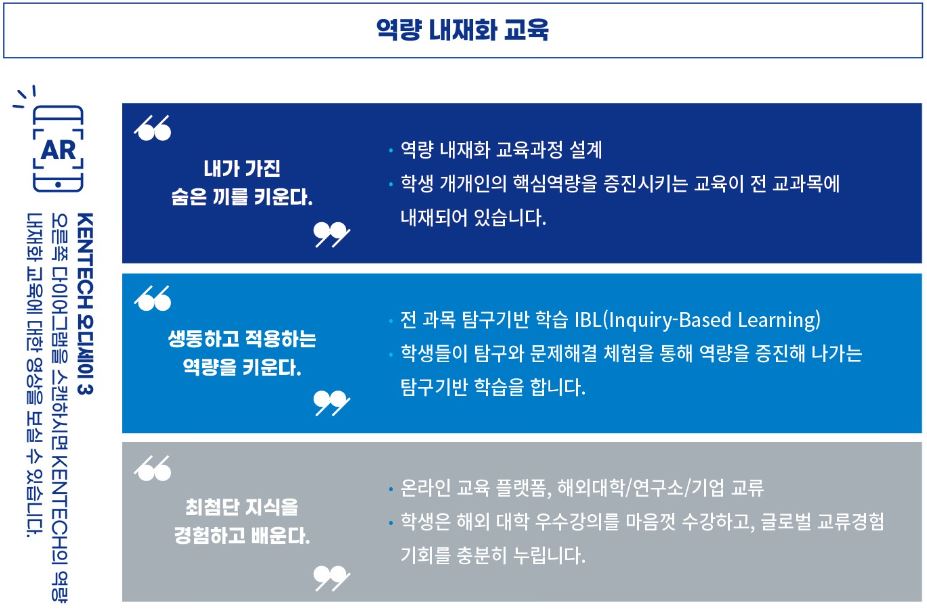 역량 내재화 교육
AR
KENTECH 오디세이 3
오른쪽 다이어그램을 스캔하시면 KENTECH의 역량
내재화 교육에 대한 영상을 보실 수 있습니다.
내가 가진
숨은 끼를 키운다.
• 역량 내재화 교육과정 설계
• 학생 개개인의 핵심역량을 증진시키는 교육이 전 교과목에
내재되어 있습니다.
생동하고 적용하는
역량을 키운다.
• 전 과목 탐구기반 학습 IBL(Inquiry-Based Learning)
• 학생들이 탐구와 문제해결 체험을 통해 역량을 증진해 나가는
탐구기반 학습을 합니다.
최첨단 지식을
경험하고 배운다.
• 온라인 교육 플랫폼, 해외대학/연구소/기업 교류
• 학생은 해외 대학 우수강의를 마음껏 수강하고, 글로벌 교류경험
기회를 충분히 누립니다.